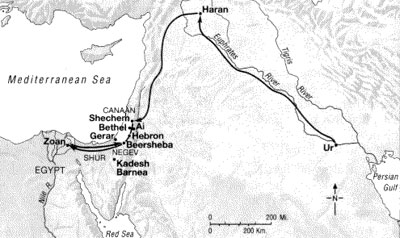 Haran
Euphrates
River
Tigris
River
Mediterranean Sea
CANAAN
Shechem
Bethel
Ai
Hebron
Gerar
Beersheba
Zoan
NEGEV
SHUR
Kadesh
Barnea
EGYPT
Nile R.
Red Sea
Ur
Persian
Gulf
N
0 200 Mi.
0 200 Km.